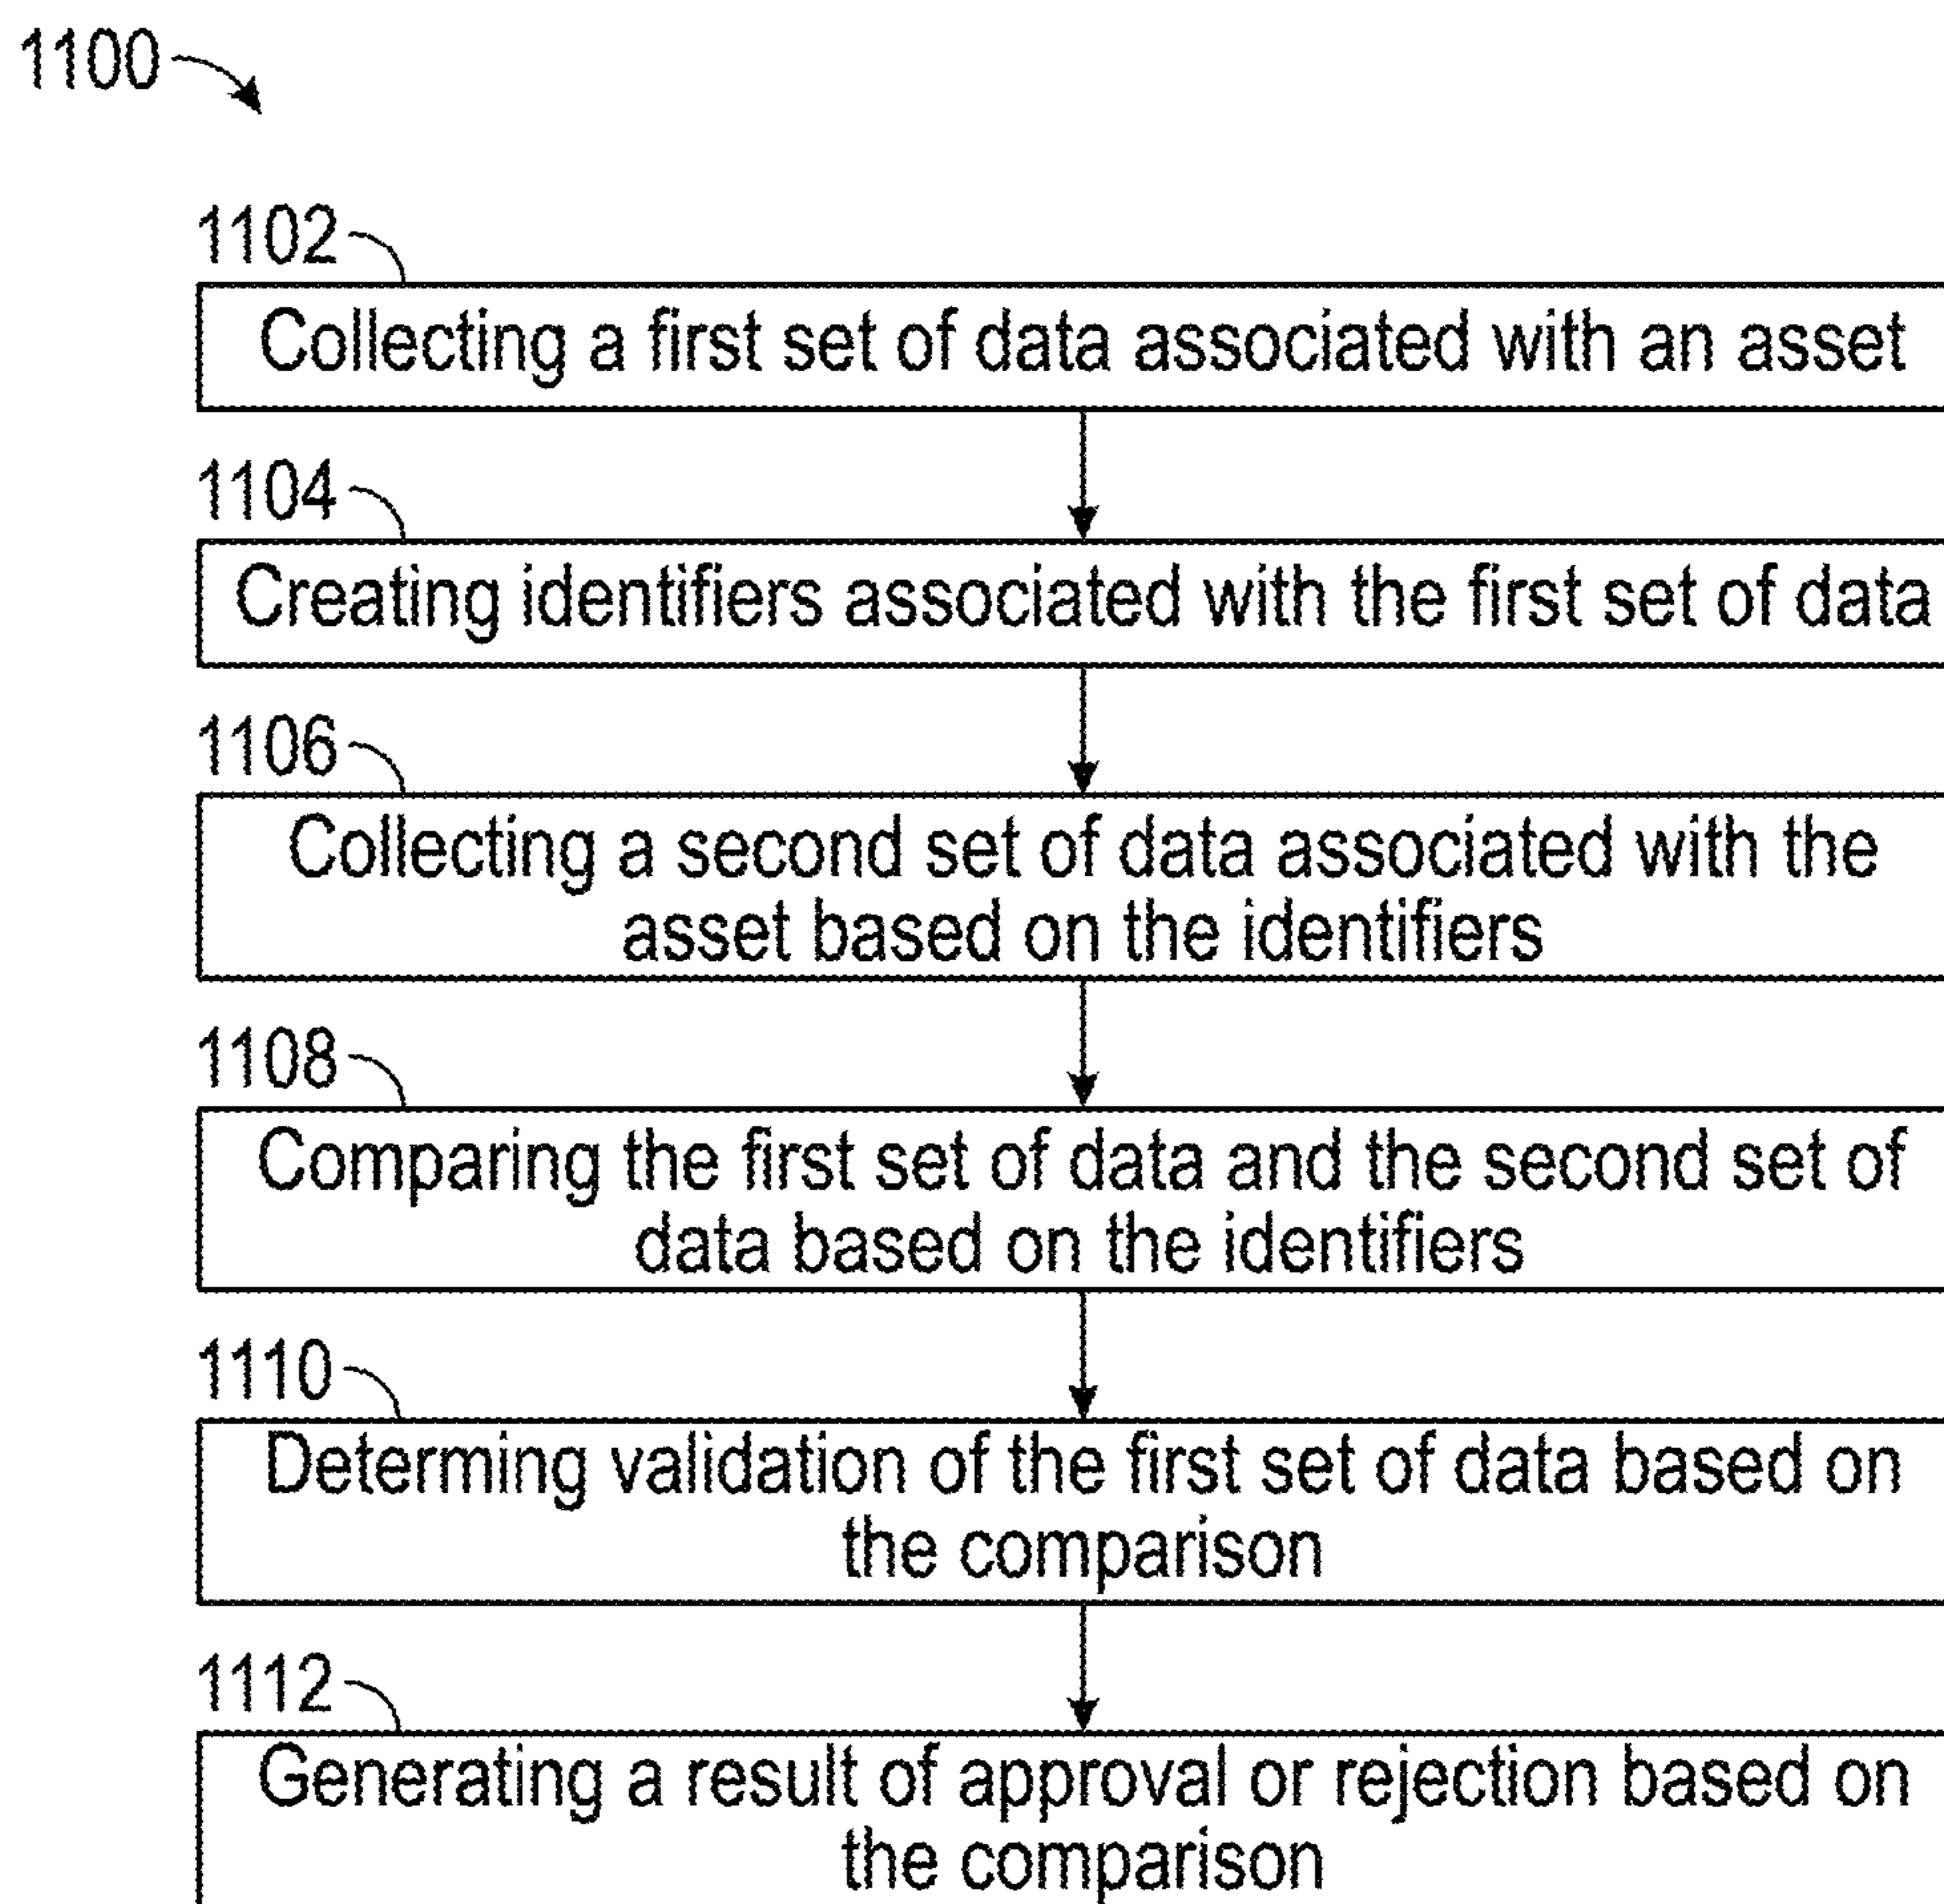 1100
1102
Collecting a first set of data associated with an asset
1104
Creating identifiers associated with the first set of data
1106
Collecting a second set of data associated with the
asset based on the identifiers
1108
Comparing the first set of data and the second set of
data based on the identifiers
1110
Determing validation of the first set of data based on
the comparison
1112
Generating a result of approval or rejection based on
the comparison